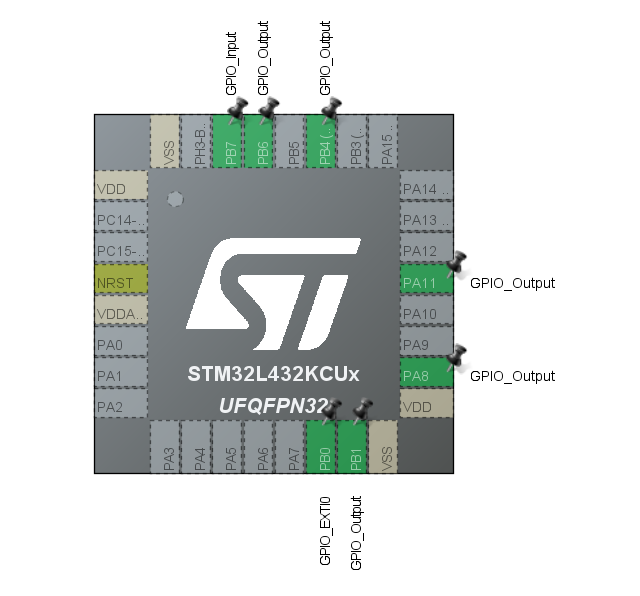 GPIO_Input
GPIO_Output
GPIO_Output
VSS
PH3-B..
PB7
PB6
PB5
PB4 (..
PB3 (..
PA15 ..
VDD
PC14-..
PC15-..
NRST
VDDA..
PA0
PA1
PA2
PA14 ..
PA13 ..
PA12
PA11
GPIO_Output
PA10
PA9
PA8
GPIO_Output
VDD
ST
STM32L432KCUx
UFQFPN32
PA3
PA4
PA5
PA6
PA7
PB0
PB1
VSS
GPIO_EXTI0
GPIO_Output